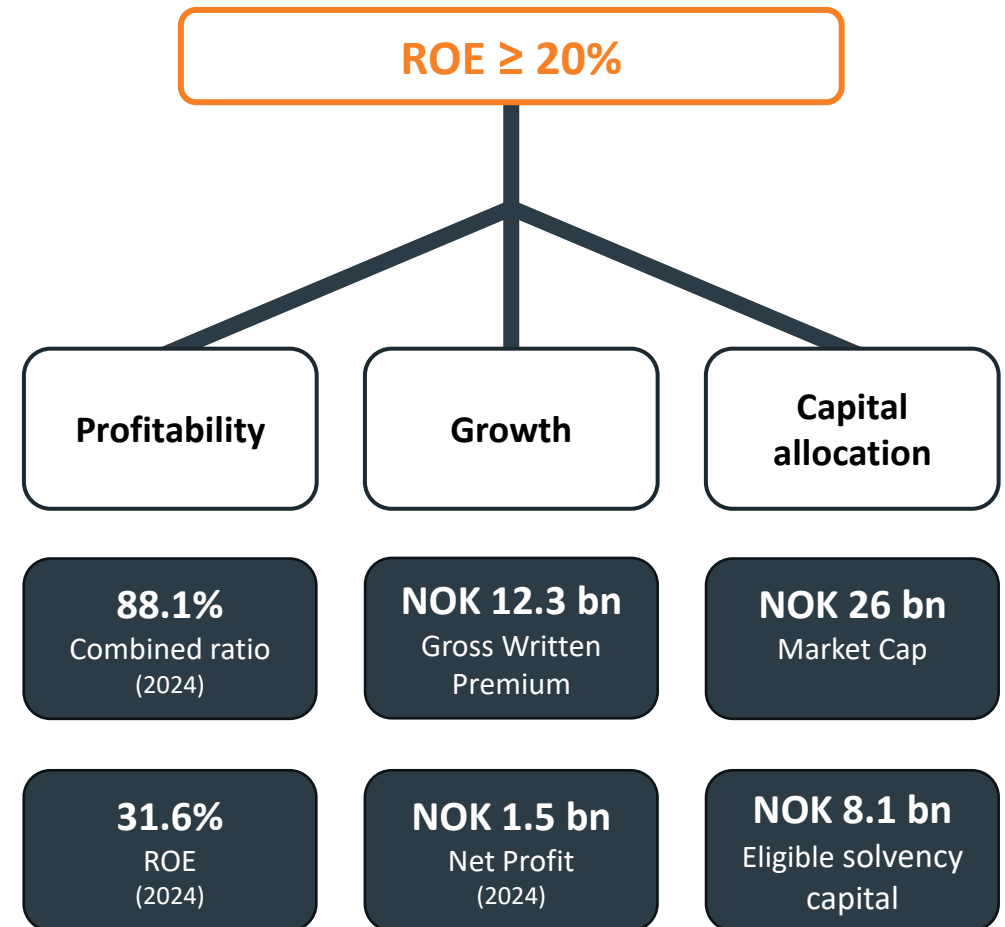 ROE ≥ 20%
Profitability
Growth
Capital
allocation
88.1%
Combined ratio
(2024)
NOK 12.3 bn
Gross Written
Premium
NOK 26 bn
Market Cap
31.6%
ROE
(2024)
NOK 1.5 bn
Net Profit
(2024)
NOK 8.1 bn
Eligible solvency
capital